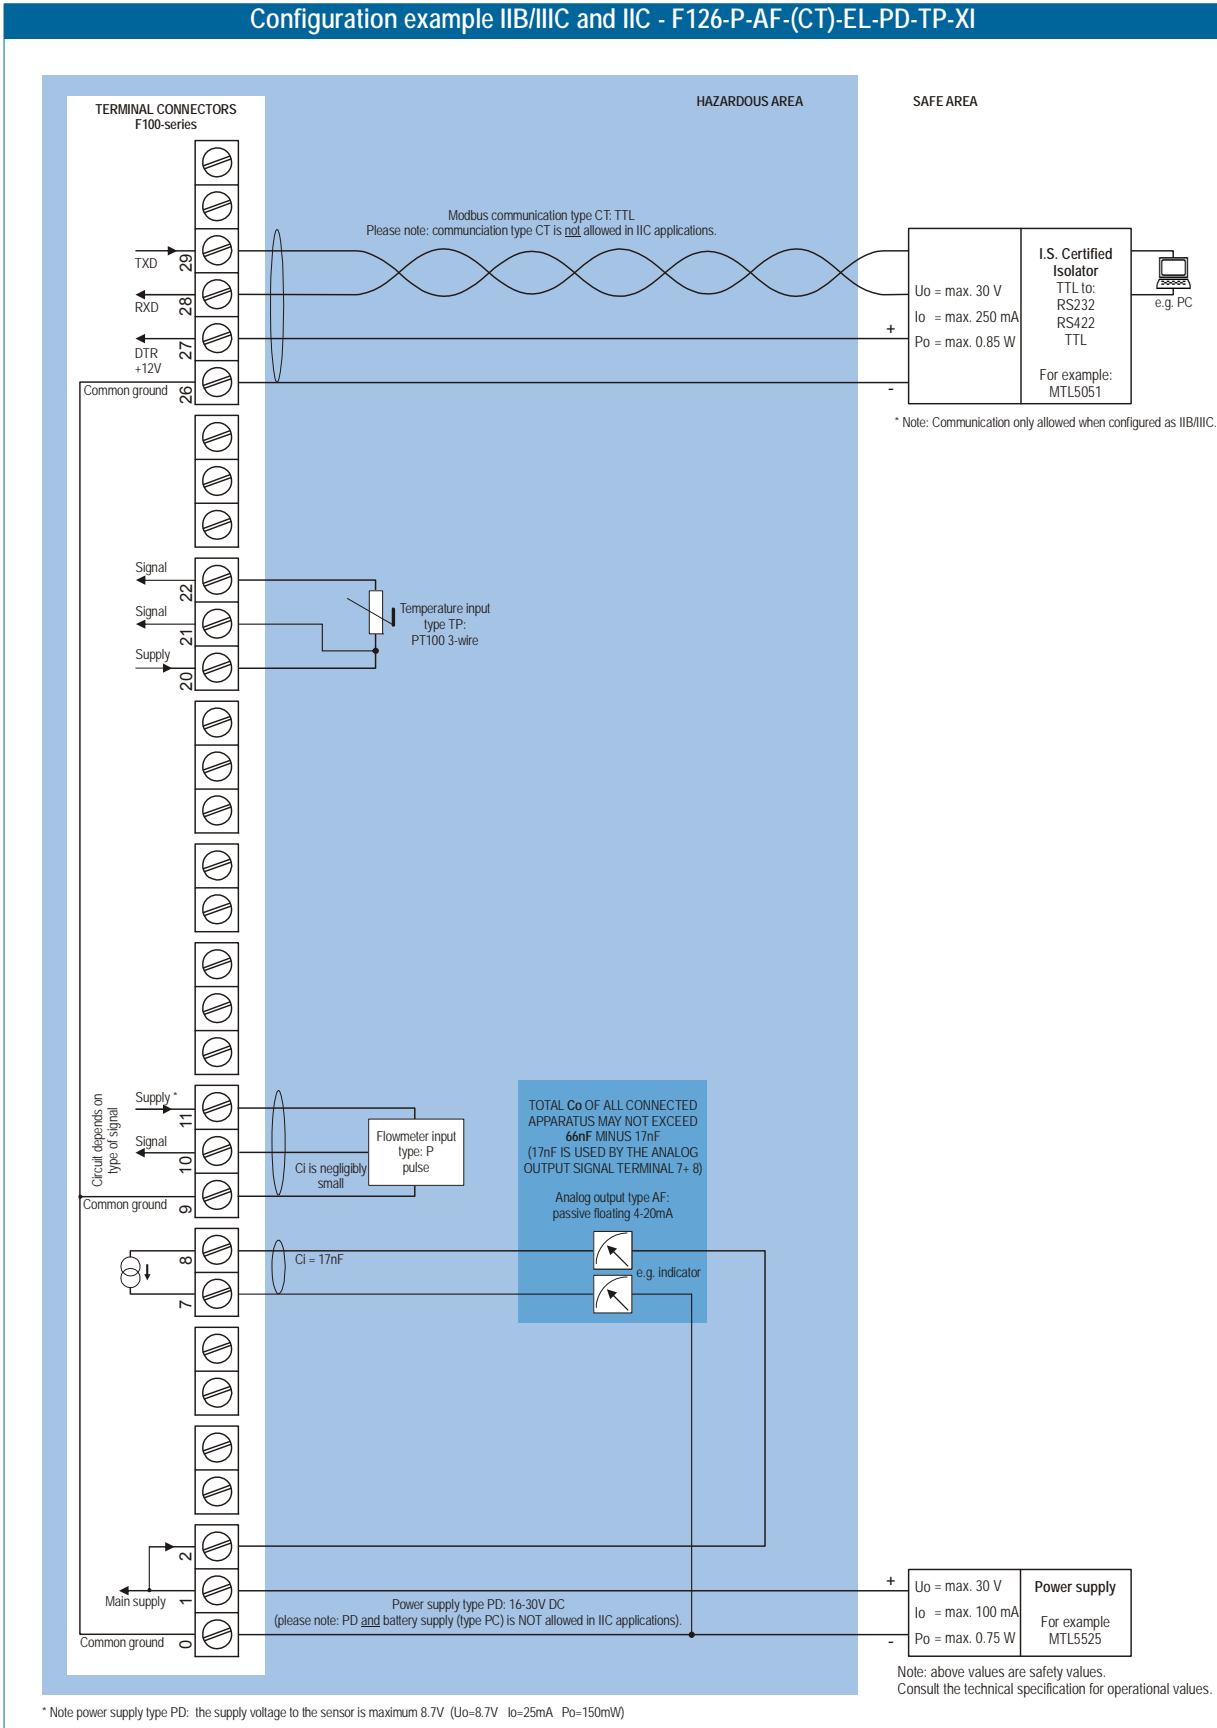 Configuration example IIB/IIIC and IIC - F126-P-AF-(CT)-EL-PD-TP-XI
TERMINAL CONNECTORS
F100-series
HAZARDOUS AREA
SAFE AREA
Modbus communication type CT: TTL
Please note: communciation type CT is not allowed in IIC applications.
TXD
29
RXD
28
DTR
+12V
27
Common ground
26
+
-
Uo = max. 30 V
Io = max. 250 mA
Po = max. 0.85 W
I.S. Certified
Isolator
TTL to:
RS232
RS422
TTL
For example:
MTL5051
e.g. PC
* Note: Communication only allowed when configured as IIB/IIIC.
Signal
22
Signal
21
Supply
20
Temperature input
type TP:
PT100 3-wire
Circuit depends on
type of signal
Supply *
11
Signal
10
Common ground
9
Ci is negligibly
small
Flowmeter input
type: P
pulse
TOTAL Co OF ALL CONNECTED
APPARATUS MAY NOT EXCEED
66nF MINUS 17nF
(17nF IS USED BY THE ANALOG
OUTPUT SIGNAL TERMINAL 7+ 8)
Analog output type AF:
passive floating 4-20mA
8
Ci = 17nF
e.g. indicator
7
2
Main supply
1
Common ground
0
Power supply type PD: 16-30V DC
(please note: PD and battery supply (type PC) is NOT allowed in IIC applications).
+
-
Uo = max. 30 V
Io = max. 100 mA
Po = max. 0.75 W
Power supply
For example
MTL5525
Note: above values are safety values.
Consult the technical specification for operational values.
* Note power supply type PD: the supply voltage to the sensor is maximum 8.7V (Uo=8.7V Io=25mA Po=150mW)